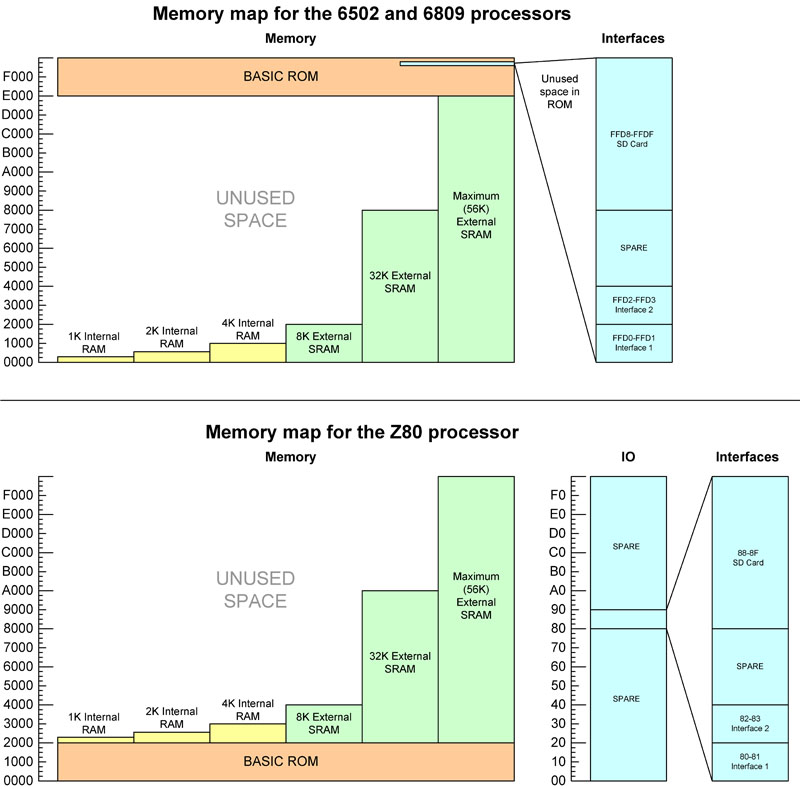 Memory map for the 6502 and 6809 processors
Memory
Interfaces
F000
E000
D000
C000
B000
A000
9000
8000
7000
6000
5000
4000
3000
2000
1000
0000
BASIC ROM
Unused
space in
ROM
UNUSED
SPACE
1K Internal
RAM
2K Internal
RAM
4K Internal
RAM
8K External
SRAM
32K External
SRAM
Maximum
(56K)
External
SRAM
FFD8-FFDF
SD Card
SPARE
FFD2-FFD3
Interface 2
FFD0-FFD1
Interface 1
Memory map for the Z80 processor
Memory
IO
Interfaces
F000
E000
D000
C000
B000
A000
9000
8000
7000
6000
5000
4000
3000
2000
1000
0000
UNUSED
SPACE
1K Internal
RAM
2K Internal
RAM
4K Internal
RAM
8K External
SRAM
32K External
SRAM
Maximum
(56K)
External
SRAM
BASIC ROM
F0
E0
D0
C0
B0
A0
90
80
70
60
50
40
30
20
10
00
SPARE
SPARE
88-8F
SD Card
SPARE
82-83
Interface 2
80-81
Interface 1